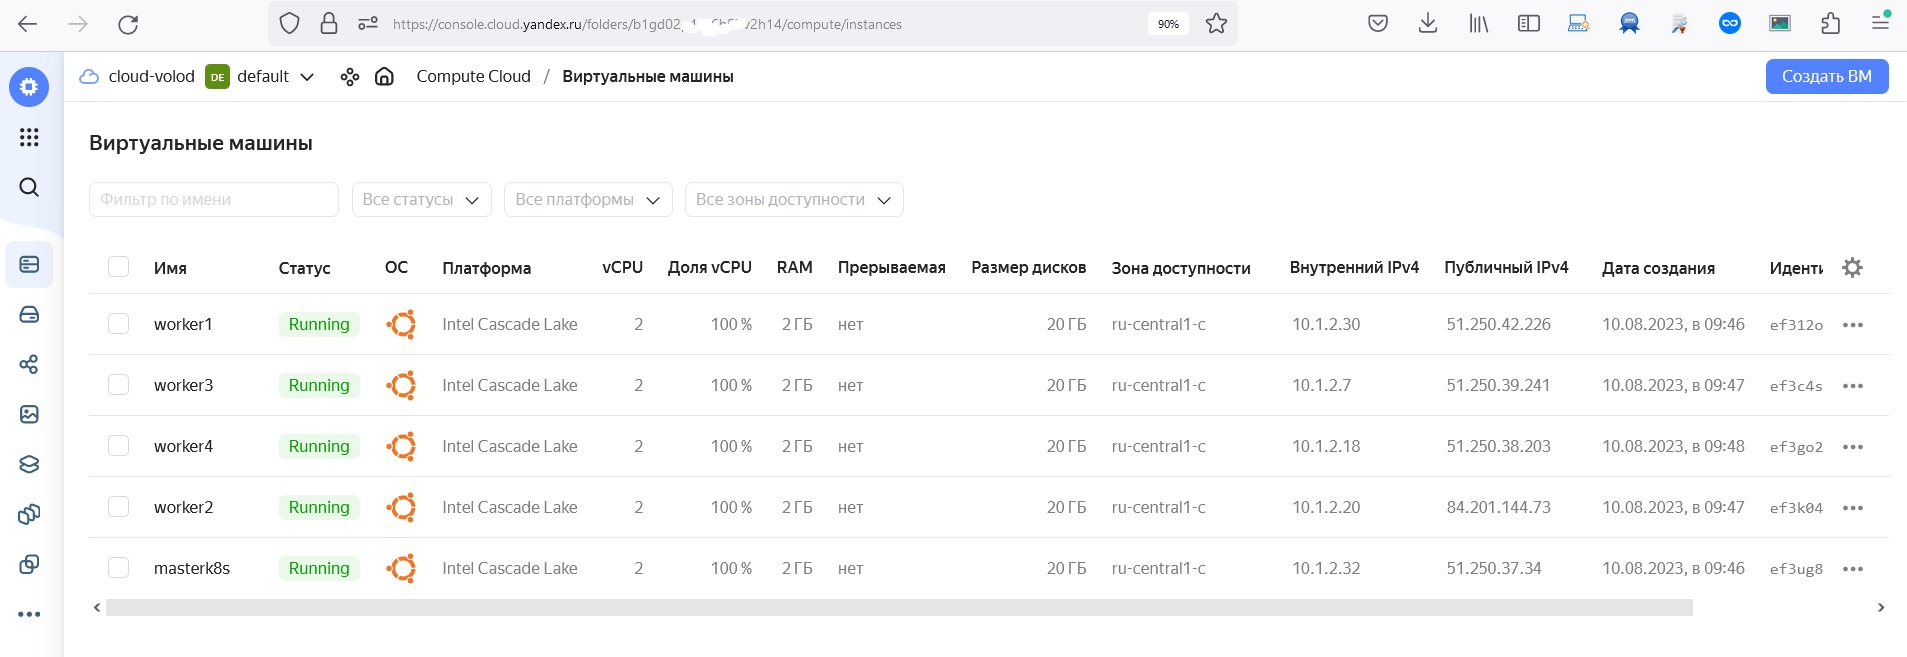 https://console.cloud.yandex.ru/folders/b1gd02 v2h14/compute/instances 90%
cloud-volod DE default Compute Cloud / Виртуальные машины Создать ВМ
Виртуальные машины
Фильтр по имени Все статусы Все платформы Все зоны доступности
Имя Статус ОС Платформа vCPU Доля vCPU RAM Прерываемая Размер дисков Зона доступности Внутренний IPv4 Публичный IPv4 Дата создания Иденти
worker1 Running Intel Cascade Lake 2 100 % 2 ГБ нет 20 ГБ ru-central1-c 10.1.2.30 51.250.42.226 10.08.2023, в 09:46 ef312o
worker3 Running Intel Cascade Lake 2 100 % 2 ГБ нет 20 ГБ ru-central1-c 10.1.2.7 51.250.39.241 10.08.2023, в 09:47 ef3c4s
worker4 Running Intel Cascade Lake 2 100 % 2 ГБ нет 20 ГБ ru-central1-c 10.1.2.18 51.250.38.203 10.08.2023, в 09:48 ef3go2
worker2 Running Intel Cascade Lake 2 100 % 2 ГБ нет 20 ГБ ru-central1-c 10.1.2.20 84.201.144.73 10.08.2023, в 09:47 ef3k04
masterk8s Running Intel Cascade Lake 2 100 % 2 ГБ нет 20 ГБ ru-central1-c 10.1.2.32 51.250.37.34 10.08.2023, в 09:46 ef3ug8